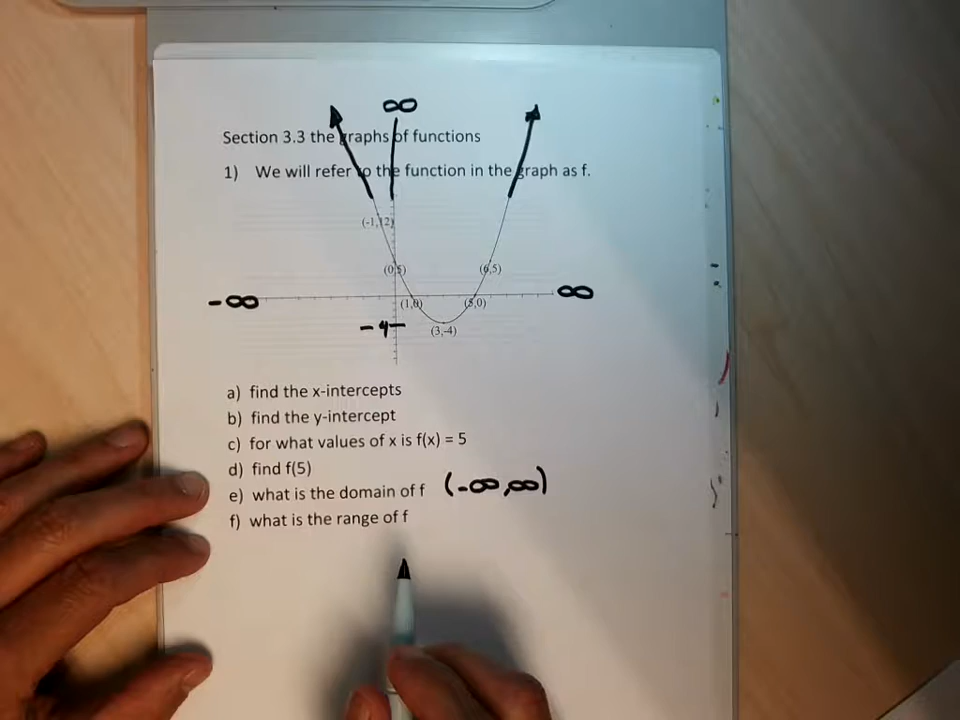 ∞
Section 3.3 the graphs of functions
1) We will refer to the function in the graph as f.
(-1,12)
(0,5) (6,5)
-∞ ∞
(1,0) (5,0)
-4
(3,-4)
a) find the x-intercepts
b) find the y-intercept
c) for what values of x is f(x) = 5
d) find f(5)
e) what is the domain of f (-∞,∞)
f) what is the range of f